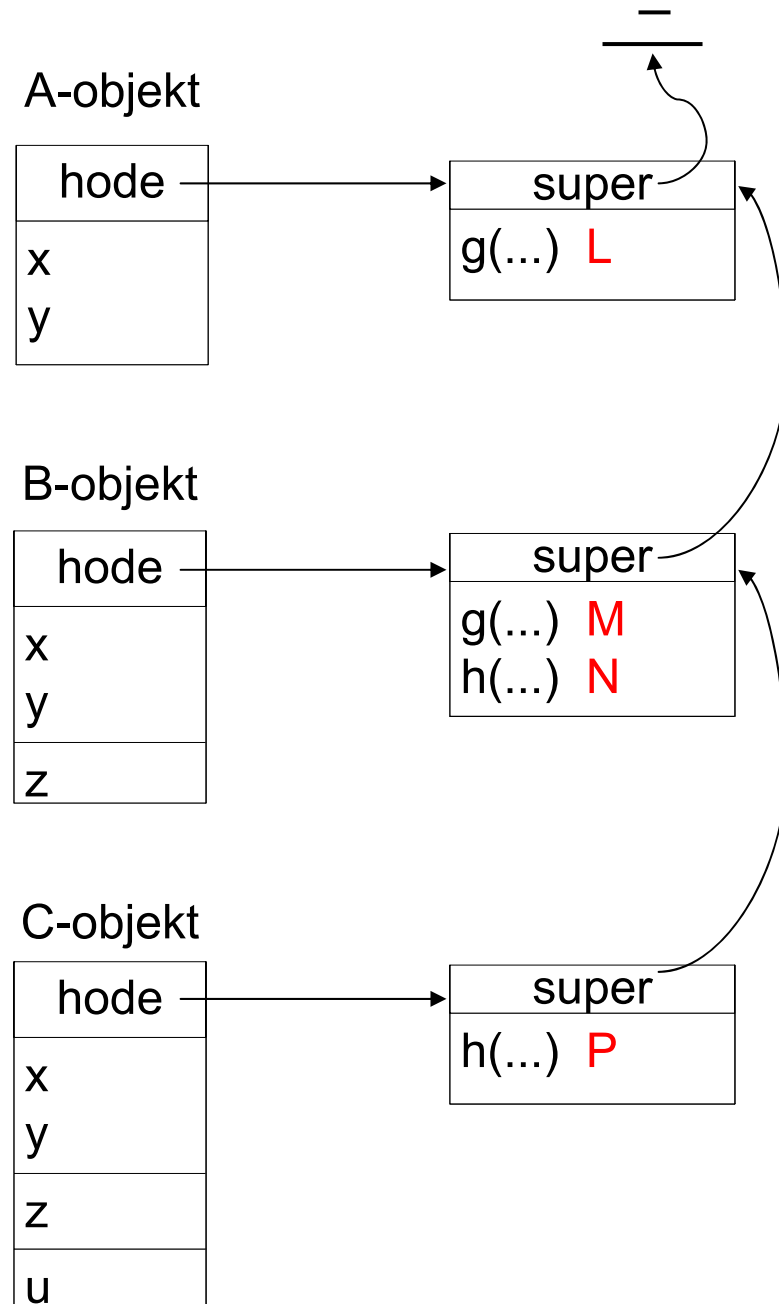 A-objekt
hode
super
x
g(...) L
y
B-objekt
hode
super
x
g(...) M
y
h(...) N
z
C-objekt
hode
super
x
h(...) P
y
z
u